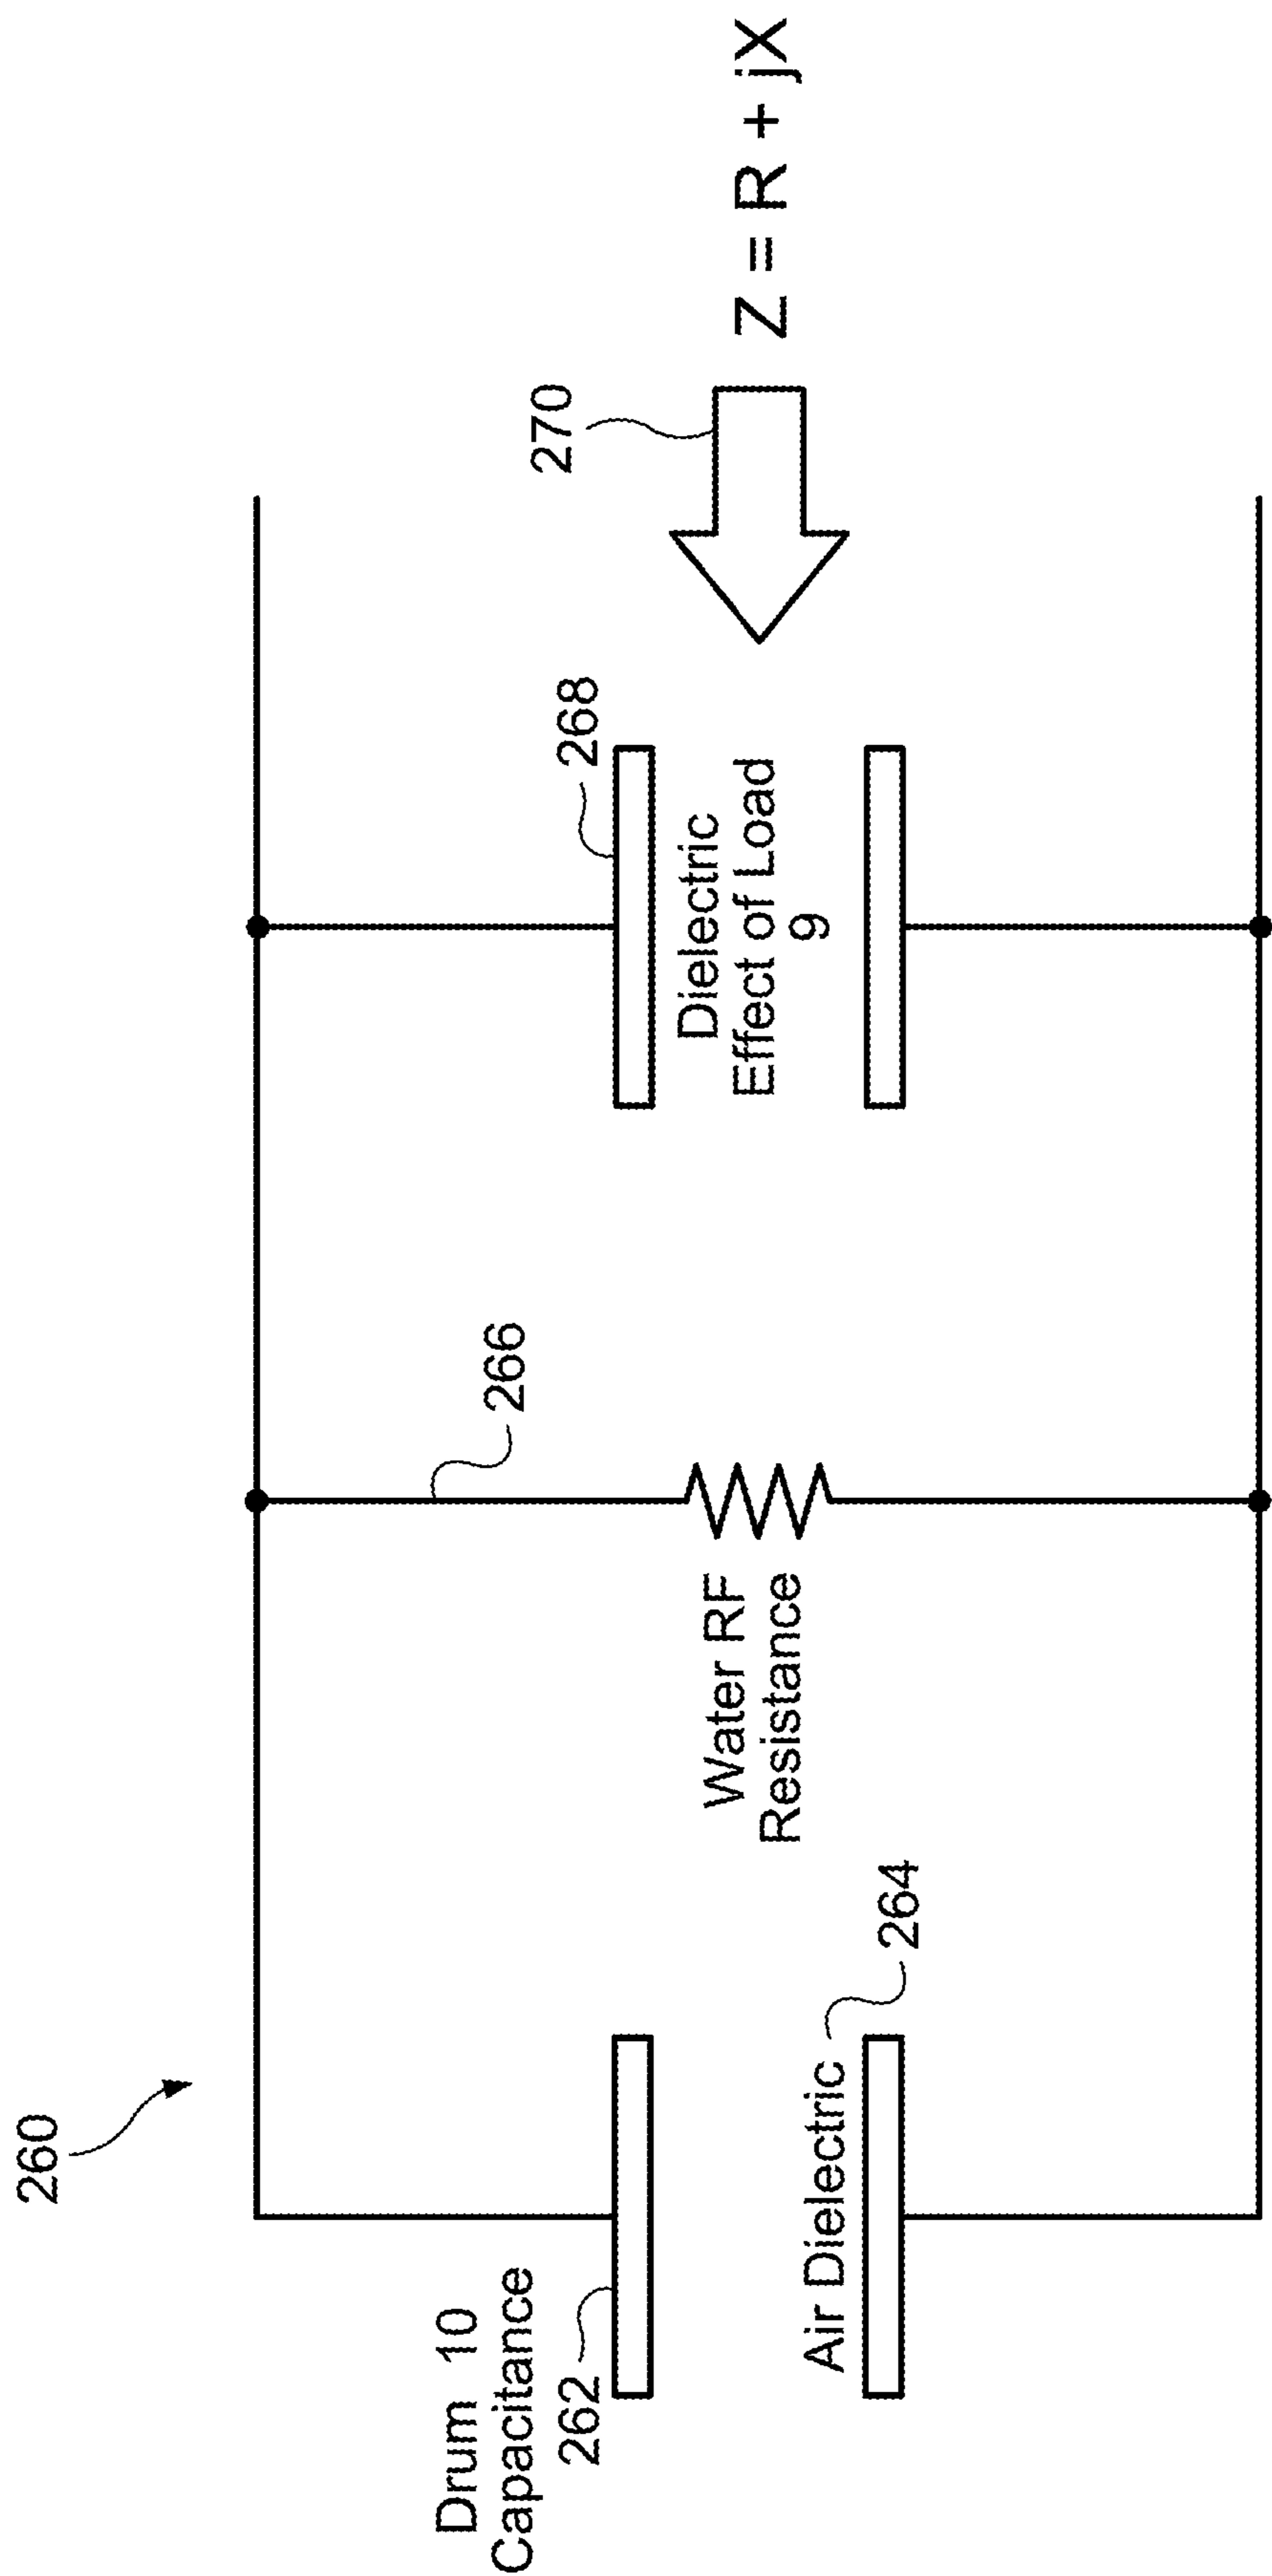 260
Drum 10
Capacitance
262
Air Dielectric
264
Water RF
Resistance
266
Dielectric
Effect of Load
9
268
270
Z = R + jX